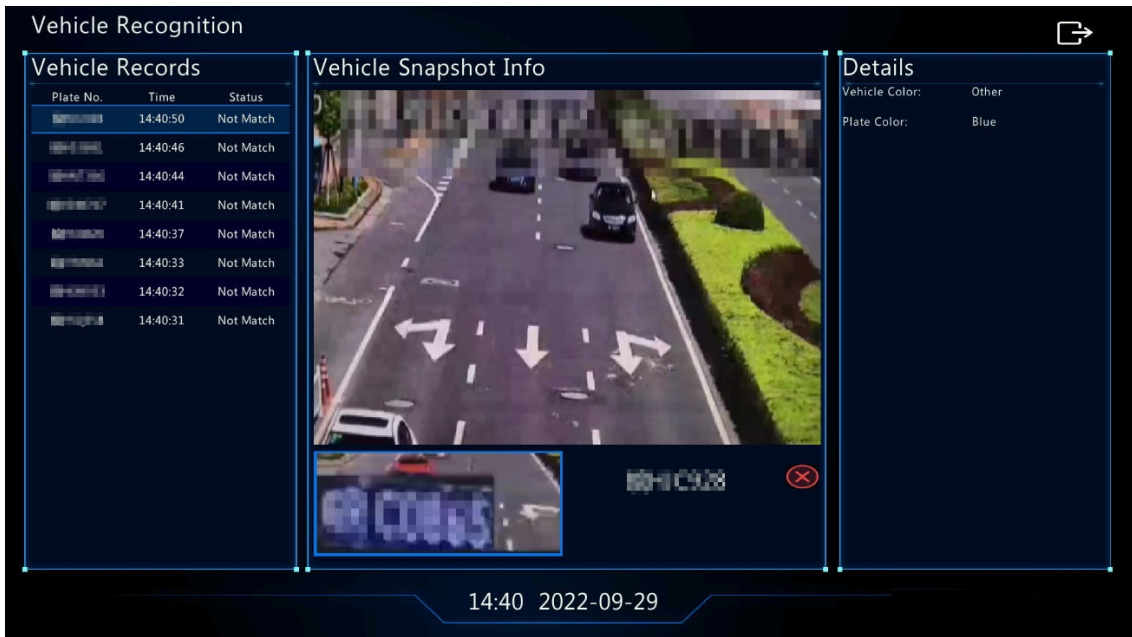 Vehicle Recognition
Vehicle Records
Plate No. Time Status
14:40:50 Not Match
14:40:46 Not Match
14:40:44 Not Match
14:40:41 Not Match
14:40:37 Not Match
14:40:33 Not Match
14:40:32 Not Match
14:40:31 Not Match
Vehicle Snapshot Info
Details
Vehicle Color: Other
Plate Color: Blue
14:40 2022-09-29